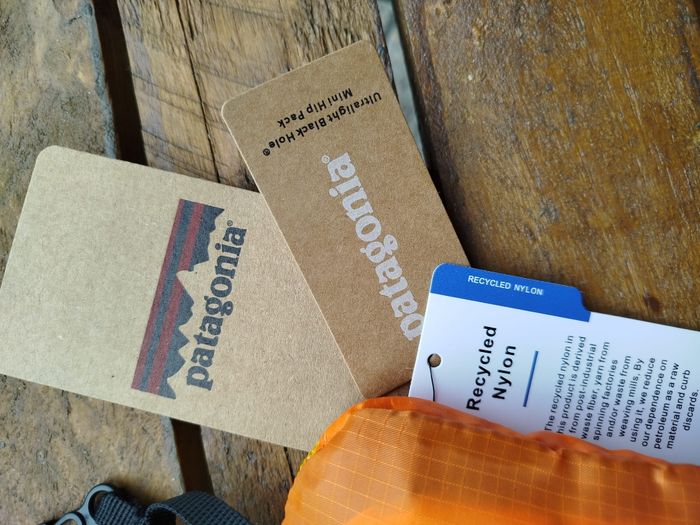 patagonia®
Ultralight Black Hole®
Mini Hip Pack
patagonia®
RECYCLED NYLON
Recycled
Nylon
The recycled nylon in
this product is derived
from post-industrial
waste fiber, yarn from
spinning factories
and/or waste from
weaving mills. By
using it, we reduce
our dependence on
petroleum as a raw
material and curb
discards.